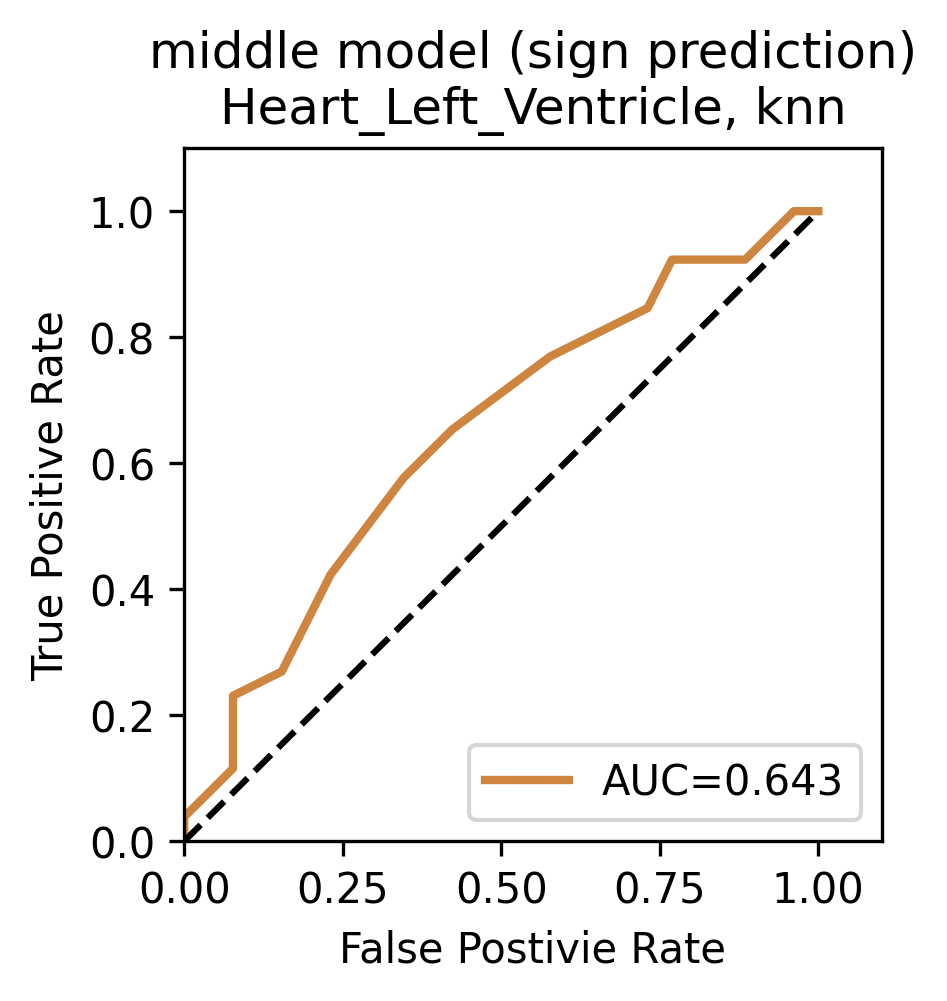 middle model (sign prediction)
Heart_Left_Ventricle, knn
True Positive Rate
1.0
0.8
0.6
0.4
0.2
0.0
AUC=0.643
0.00 0.25 0.50 0.75 1.00
False Postivie Rate